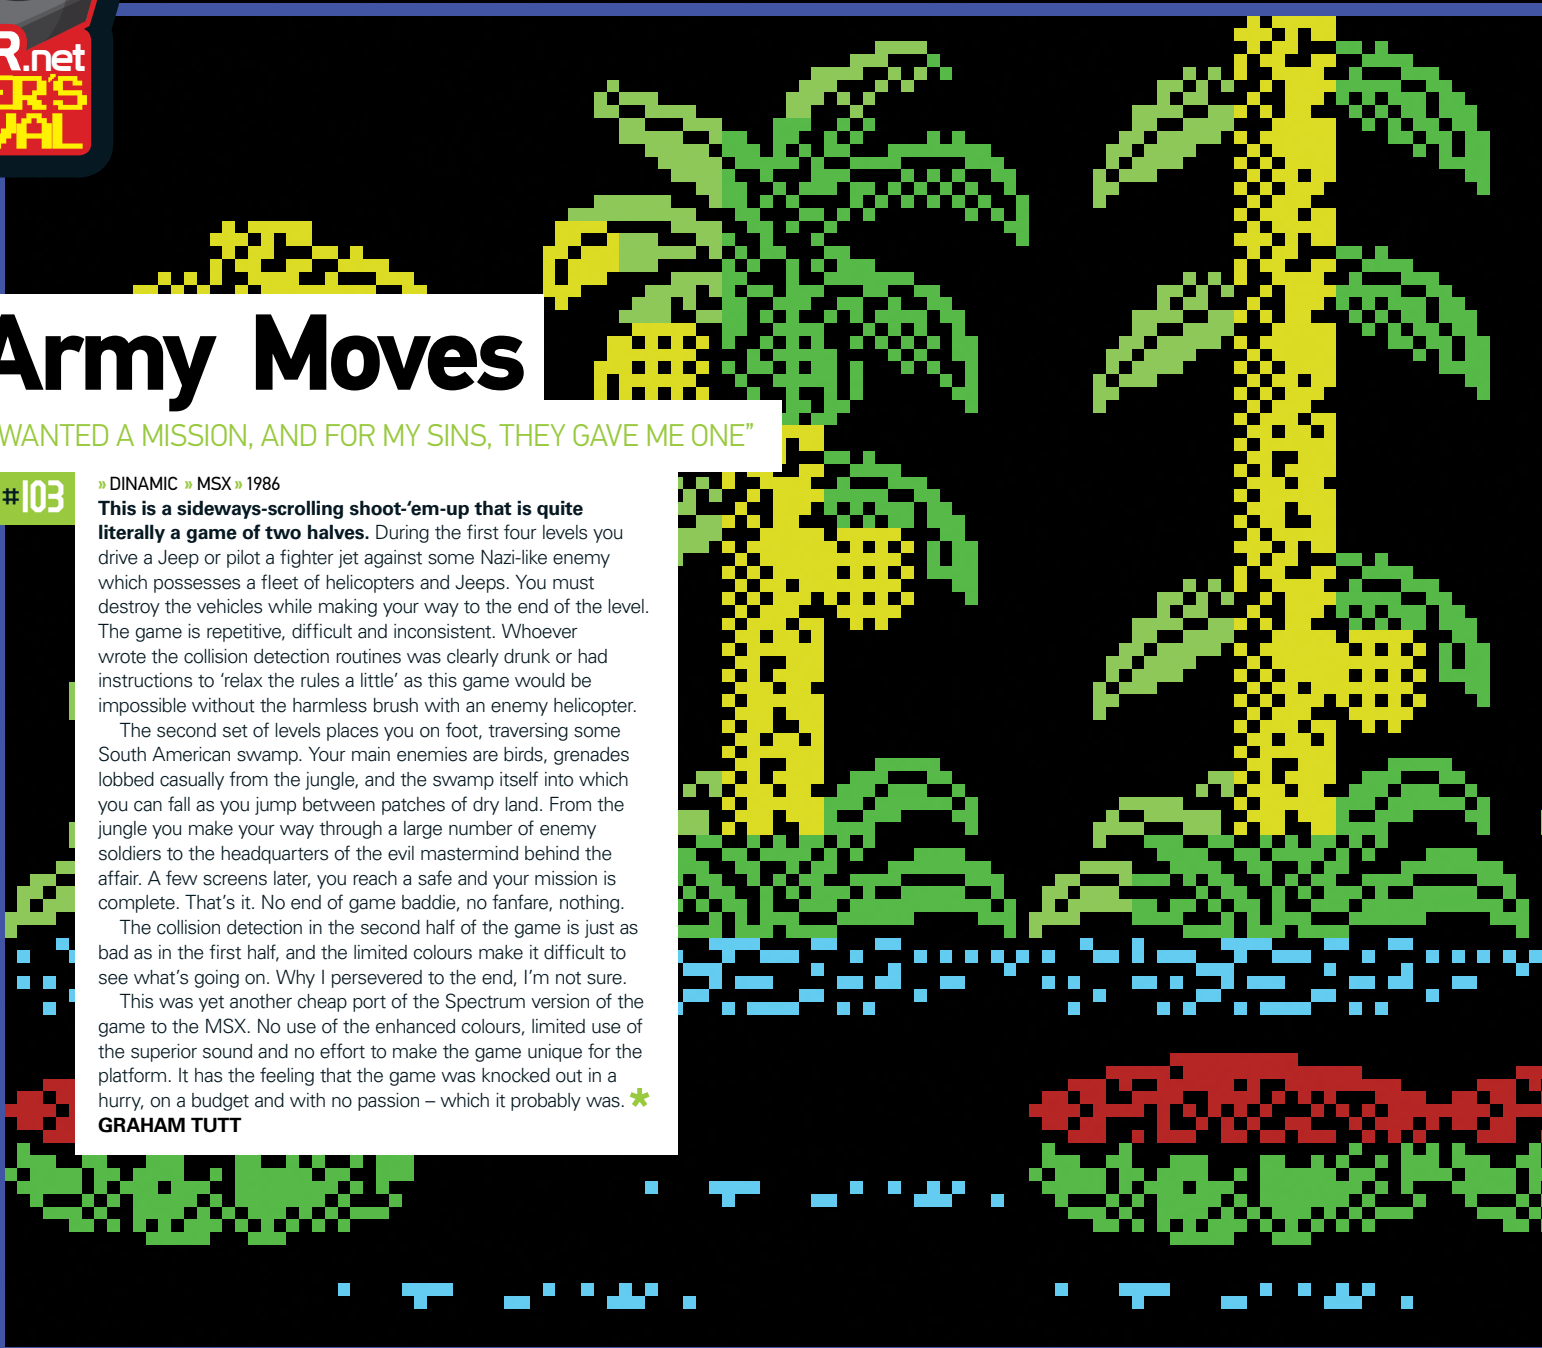 R.net
ER'S
VAL
Army Moves
WANTED A MISSION, AND FOR MY SINS, THEY GAVE ME ONE”
#103
» DINAMIC » MSX » 1986
This is a sideways-scrolling shoot-‘em-up that is quite
literally a game of two halves. During the first four levels you
drive a Jeep or pilot a fighter jet against some Nazi-like enemy
which possesses a fleet of helicopters and Jeeps. You must
destroy the vehicles while making your way to the end of the level.
The game is repetitive, difficult and inconsistent. Whoever
wrote the collision detection routines was clearly drunk or had
instructions to ‘relax the rules a little’ as this game would be
impossible without the harmless brush with an enemy helicopter.
The second set of levels places you on foot, traversing some
South American swamp. Your main enemies are birds, grenades
lobbed casually from the jungle, and the swamp itself into which
you can fall as you jump between patches of dry land. From the
jungle you make your way through a large number of enemy
soldiers to the headquarters of the evil mastermind behind the
affair. A few screens later, you reach a safe and your mission is
complete. That’s it. No end of game baddie, no fanfare, nothing.
The collision detection in the second half of the game is just as
bad as in the first half, and the limited colours make it difficult to
see what’s going on. Why I persevered to the end, I’m not sure.
This was yet another cheap port of the Spectrum version of the
game to the MSX. No use of the enhanced colours, limited use of
the superior sound and no effort to make the game unique for the
platform. It has the feeling that the game was knocked out in a
hurry, on a budget and with no passion – which it probably was. *
GRAHAM TUTT